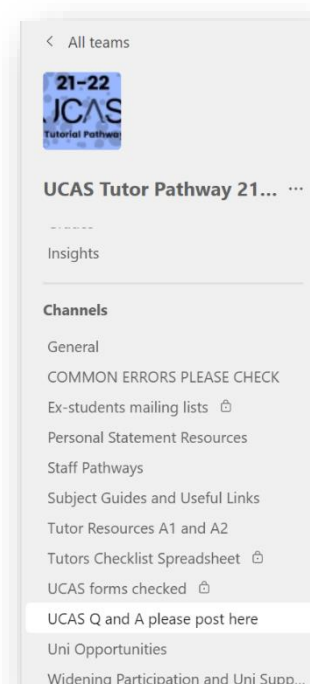 < All teams
21-22
UCAS
Tutorial Pathway
UCAS Tutor Pathway 21... ...
Insights
Channels
General
COMMON ERRORS PLEASE CHECK
Ex-students mailing lists
Personal Statement Resources
Staff Pathways
Subject Guides and Useful Links
Tutor Resources A1 and A2
Tutors Checklist Spreadsheet
UCAS forms checked
UCAS Q and A please post here
Uni Opportunities
Widening Participation and Uni Supp...